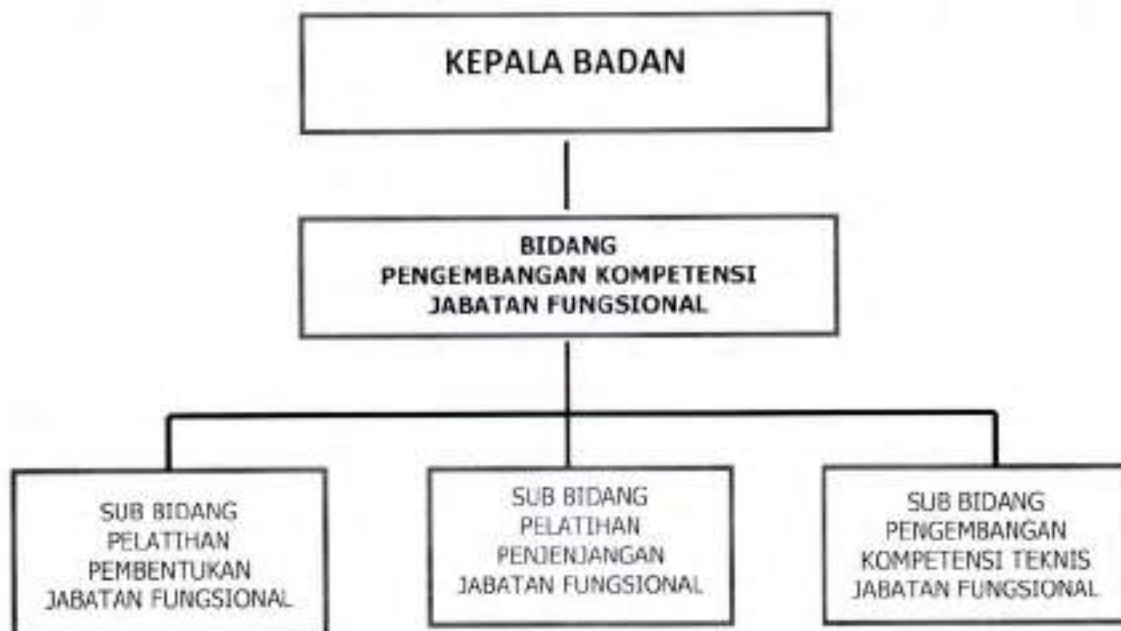 KEPALA BADAN
BIDANG
PENGEMBANGAN KOMPETENSI
JABATAN FUNGSIONAL
SUB BIDANG
PELATIHAN
PEMBENTUKAN
JABATAN FUNGSIONAL
SUB BIDANG
PELATIHAN
PENJENJANGAN
JABATAN FUNGSIONAL
SUB BIDANG
PENGEMBANGAN
KOMPETENSI TEKNIS
JABATAN FUNGSIONAL